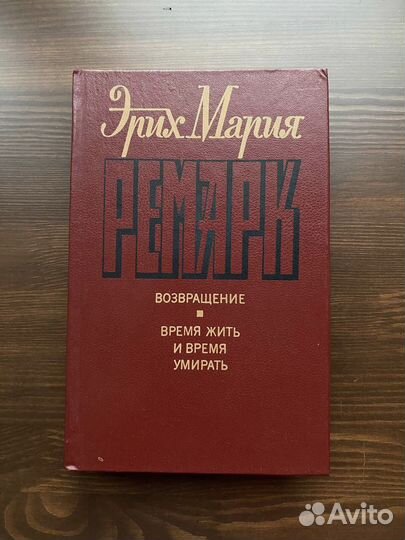 Эрих Мария
РЕМАРК
ВОЗВРАЩЕНИЕ
ВРЕМЯ ЖИТЬ
И ВРЕМЯ
УМИРАТЬ
Avito